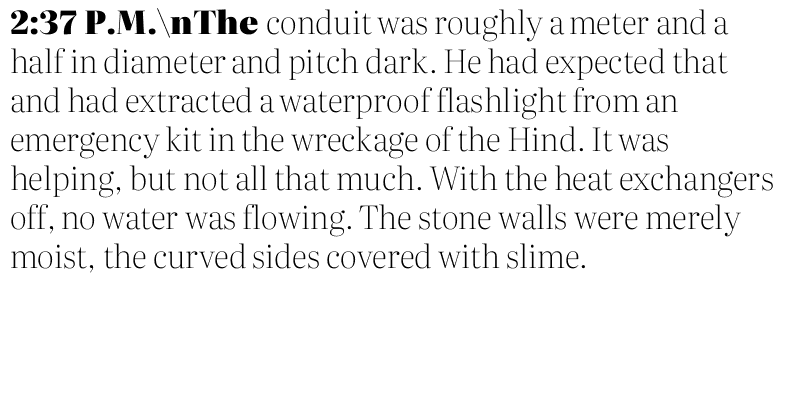 2:37 P.M.\nThe conduit was roughly a meter and a
half in diameter and pitch dark. He had expected that
and had extracted a waterproof flashlight from an
emergency kit in the wreckage of the Hind. It was
helping, but not all that much. With the heat exchangers
off, no water was flowing. The stone walls were merely
moist, the curved sides covered with slime.